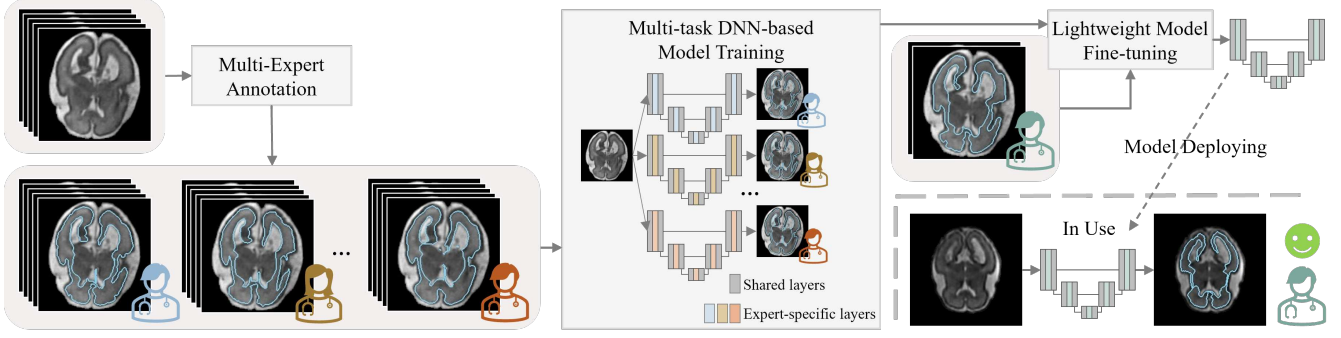 Multi-Expert
Annotation
...
Multi-task DNN-based
Model Training
...
Shared layers
Expert-specific layers
Lightweight Model
Fine-tuning
Model Deploying
In Use